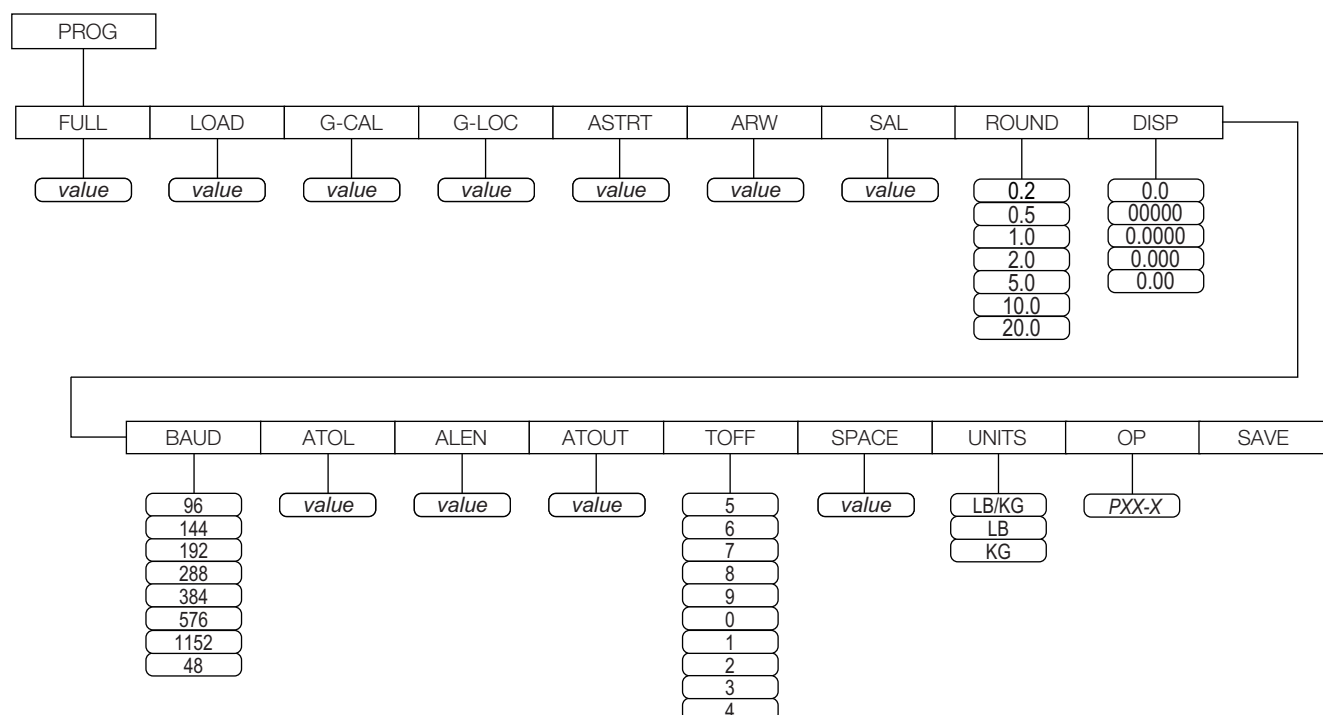 PROG
FULL LOAD G-CAL G-LOC ASTRT ARW SAL ROUND DISP
value value value value value value value 0.2 0.0
0.5 00000
1.0 0.0000
2.0 0.000
5.0 0.00
10.0
20.0
BAUD ATOL ALEN ATOUT TOFF SPACE UNITS OP SAVE
96 value value value 5 value LB/KG PXX-X
144 6 LB
192 7 KG
288 8
384 9
576 0
1152 1
48 2
3
4